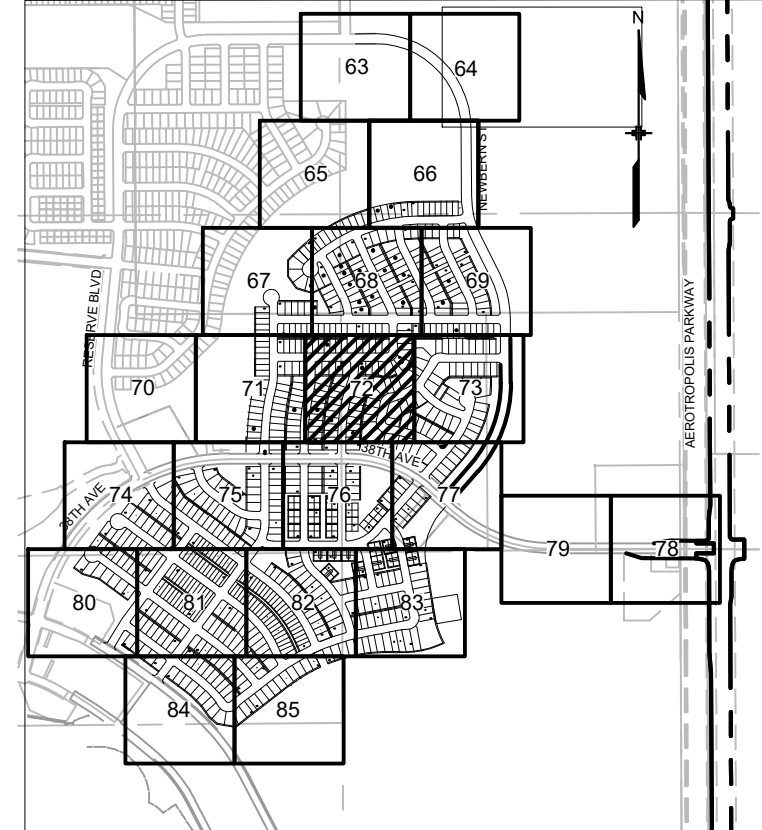 N
63 64
65 66
NEWBERN ST
67 68 69
RESERVE BLVD
AEROTROPOLIS PARKWAY
70 71 72 73
38TH AVE
74 75 76 77
38TH AVE
79 78
80 81 82 83
84 85